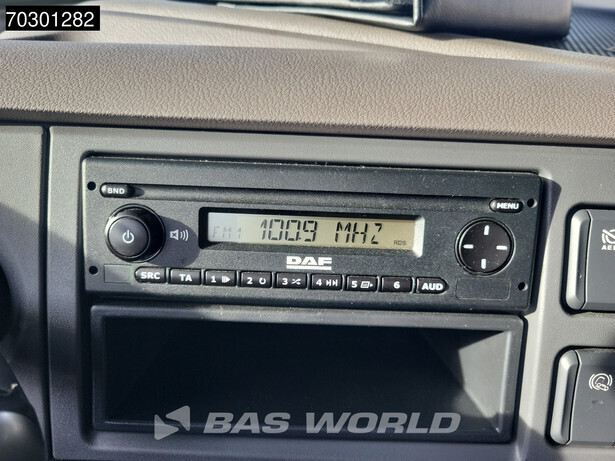 70301282
BND
MENU
FM1 100.9 MHZ
RDS
DAF
SRC TA 1 2 3 4 5 6 AUD
AEB
BAS WORLD